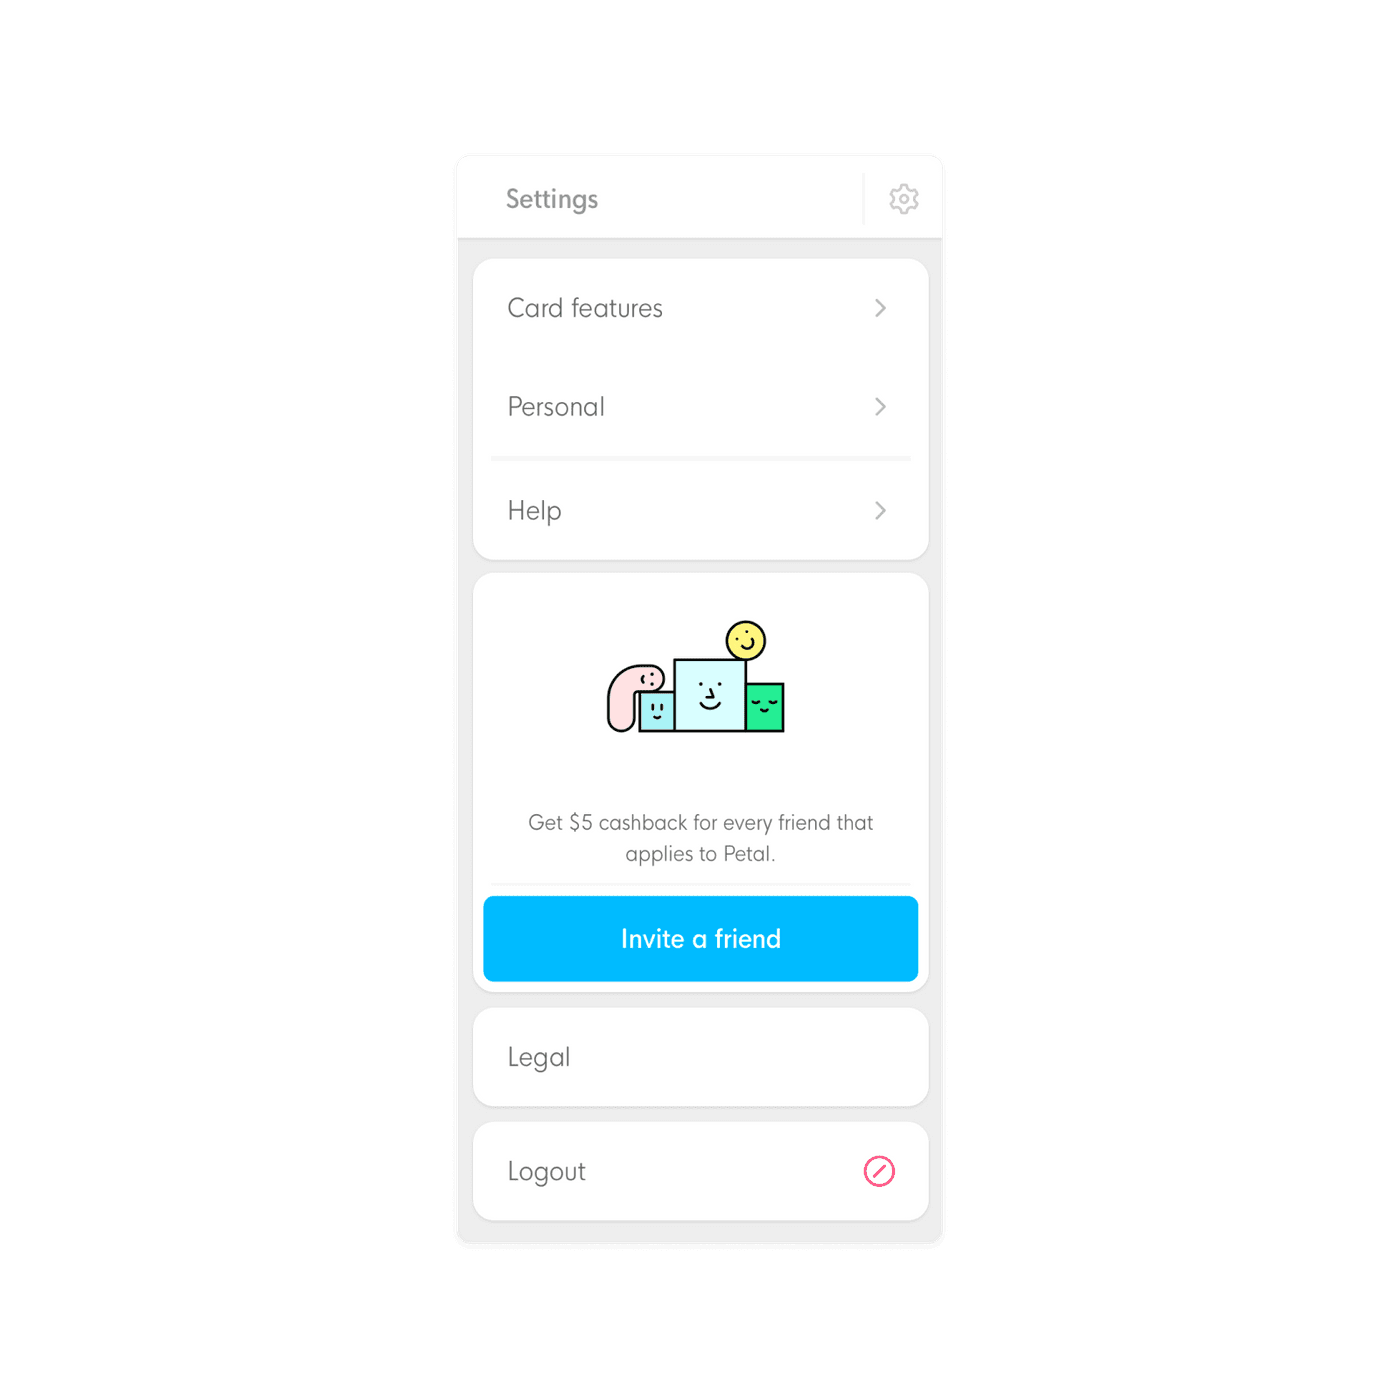 Settings
Card features
Personal
Help
Get $5 cashback for every friend that
applies to Petal.
Invite a friend
Legal
Logout